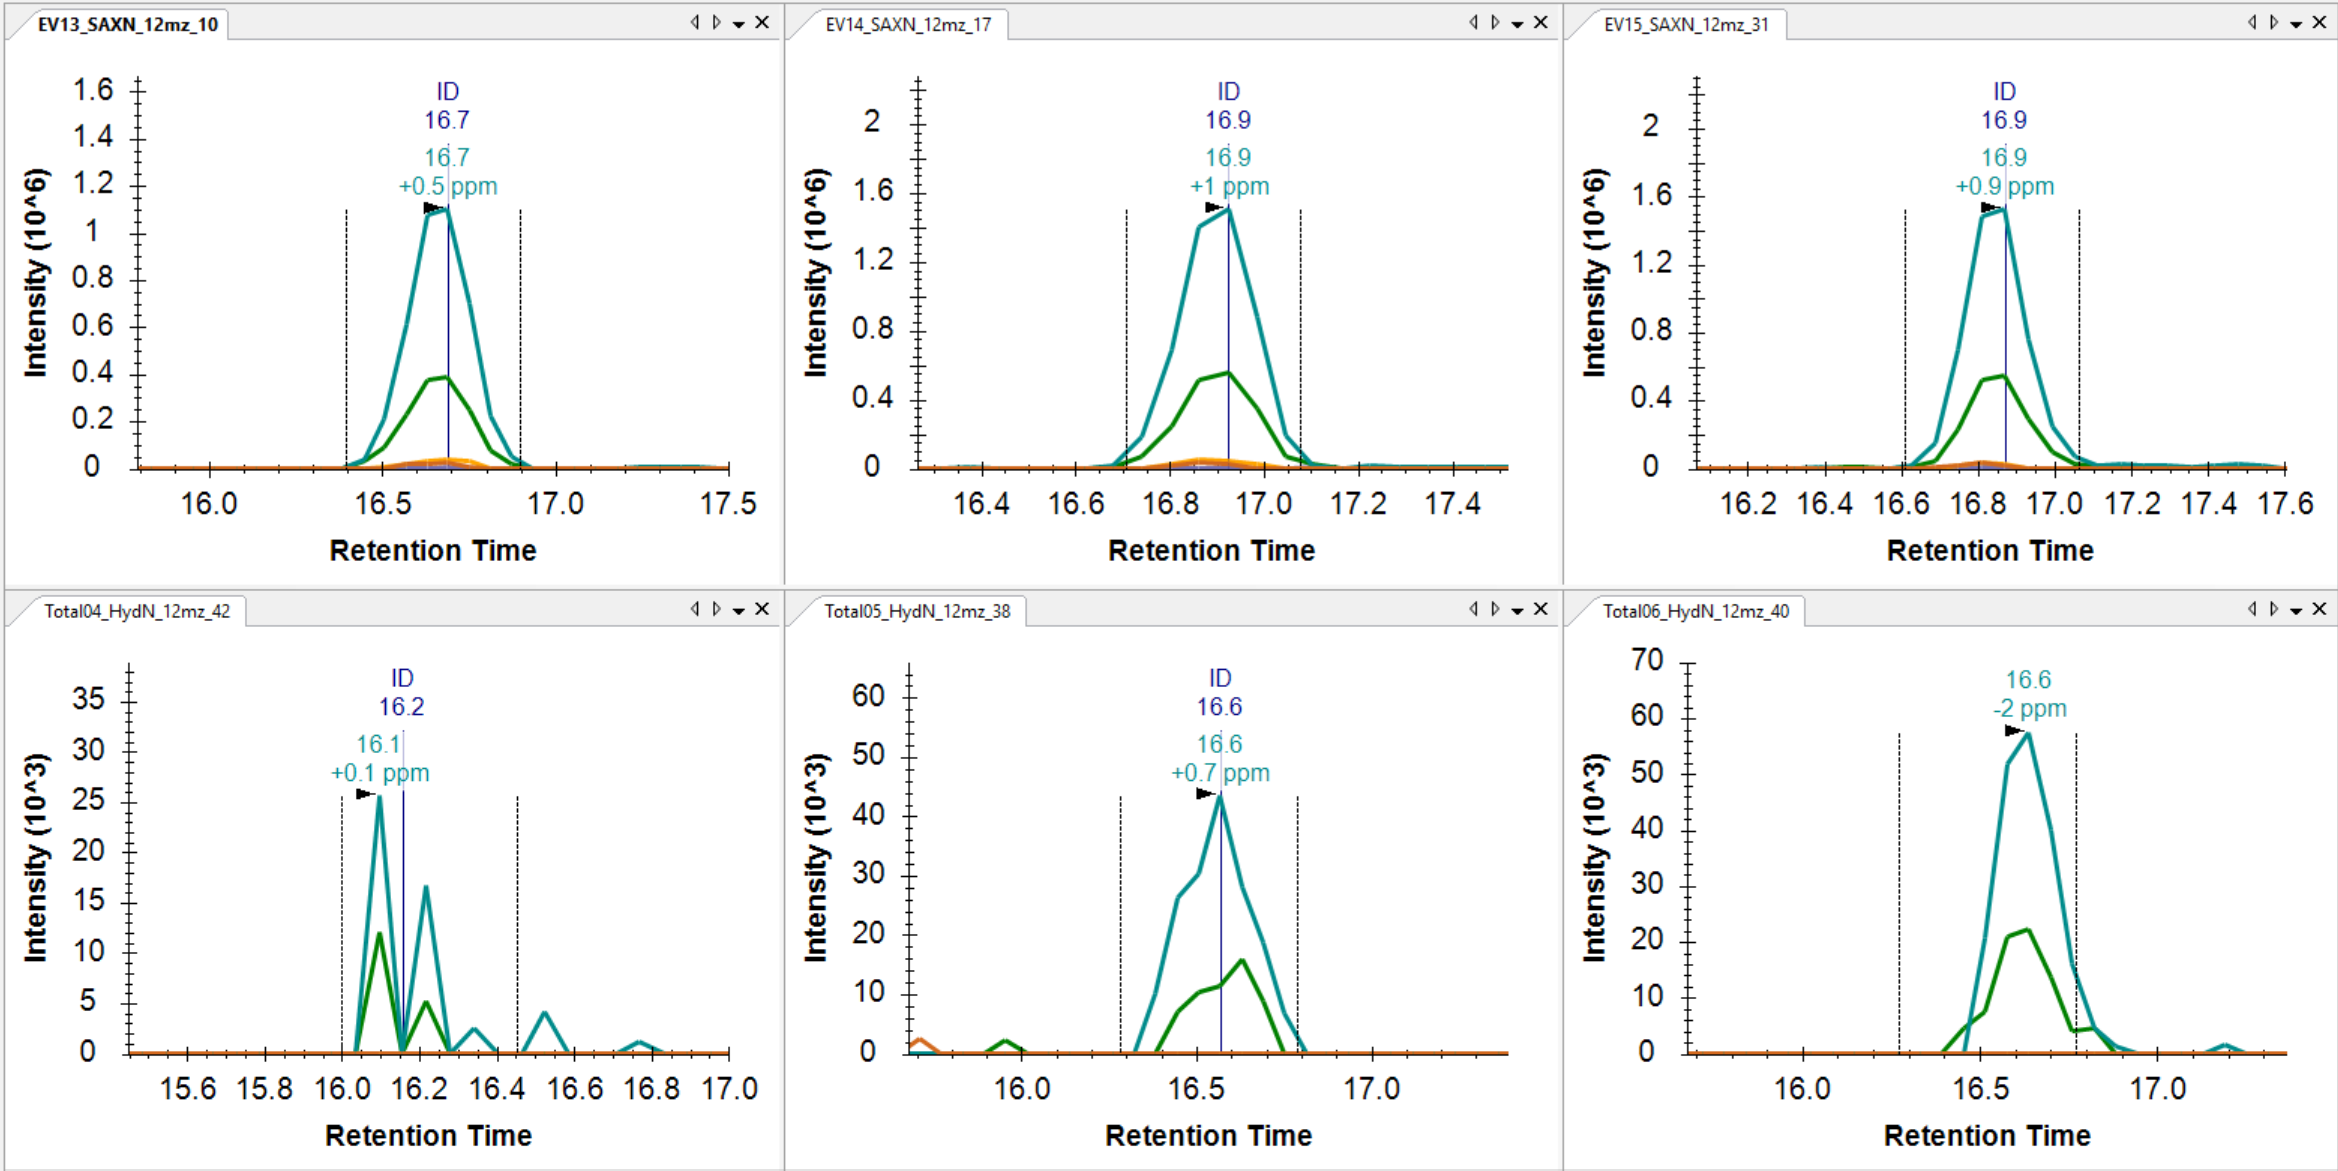 EV13_SAXN_12mz_10
ID
16.7
16.7
+0.5 ppm
Intensity (10^6)
1.6
1.4
1.2
1
0.8
0.6
0.4
0.2
0
16.0 16.5 17.0 17.5
Retention Time
EV14_SAXN_12mz_17
ID
16.9
16.9
+1 ppm
Intensity (10^6)
2
1.6
1.2
0.8
0.4
0
16.4 16.6 16.8 17.0 17.2 17.4
Retention Time
EV15_SAXN_12mz_31
ID
16.9
16.9
+0.9 ppm
Intensity (10^6)
2
1.6
1.2
0.8
0.4
0
16.2 16.4 16.6 16.8 17.0 17.2 17.4 17.6
Retention Time
Total04_HydN_12mz_42
ID
16.2
16.1
+0.1 ppm
Intensity (10^3)
35
30
25
20
15
10
5
0
15.6 15.8 16.0 16.2 16.4 16.6 16.8 17.0
Retention Time
Total05_HydN_12mz_38
ID
16.6
16.6
+0.7 ppm
Intensity (10^3)
60
50
40
30
20
10
0
16.0 16.5 17.0
Retention Time
Total06_HydN_12mz_40
16.6
-2 ppm
Intensity (10^3)
70
60
50
40
30
20
10
0
16.0 16.5 17.0
Retention Time